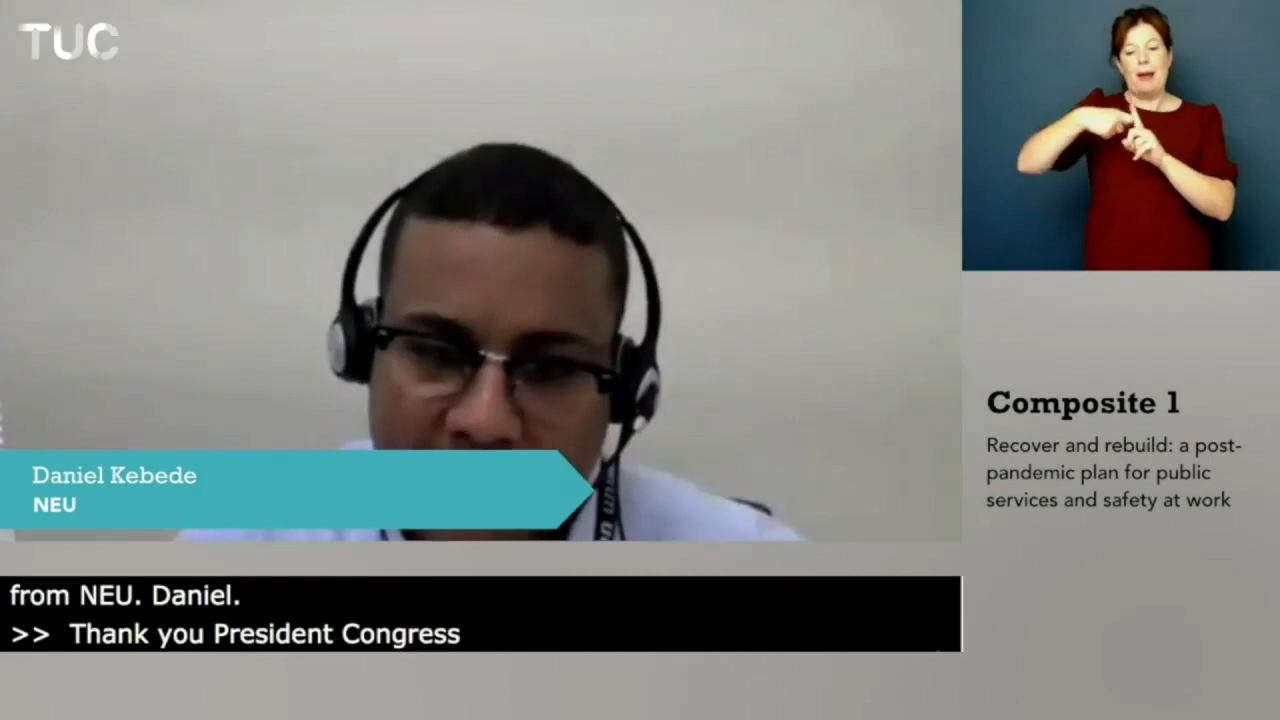 TUC
Daniel Kebede
NEU
Composite 1
Recover and rebuild: a post-
pandemic plan for public
services and safety at work
from NEU. Daniel.
>> Thank you President Congress